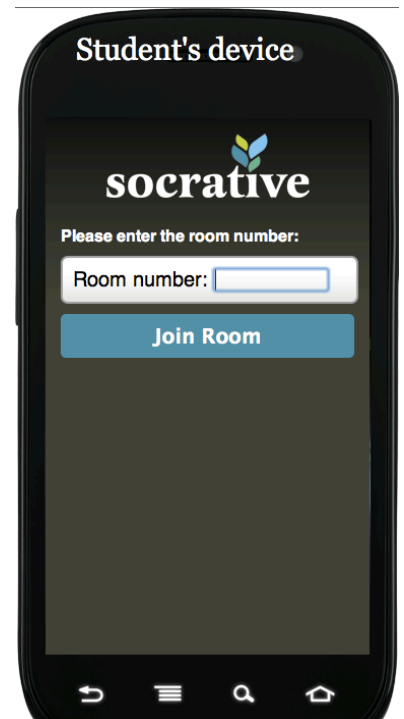 Student's device
socrative
Please enter the room number:
Room number:
Join Room